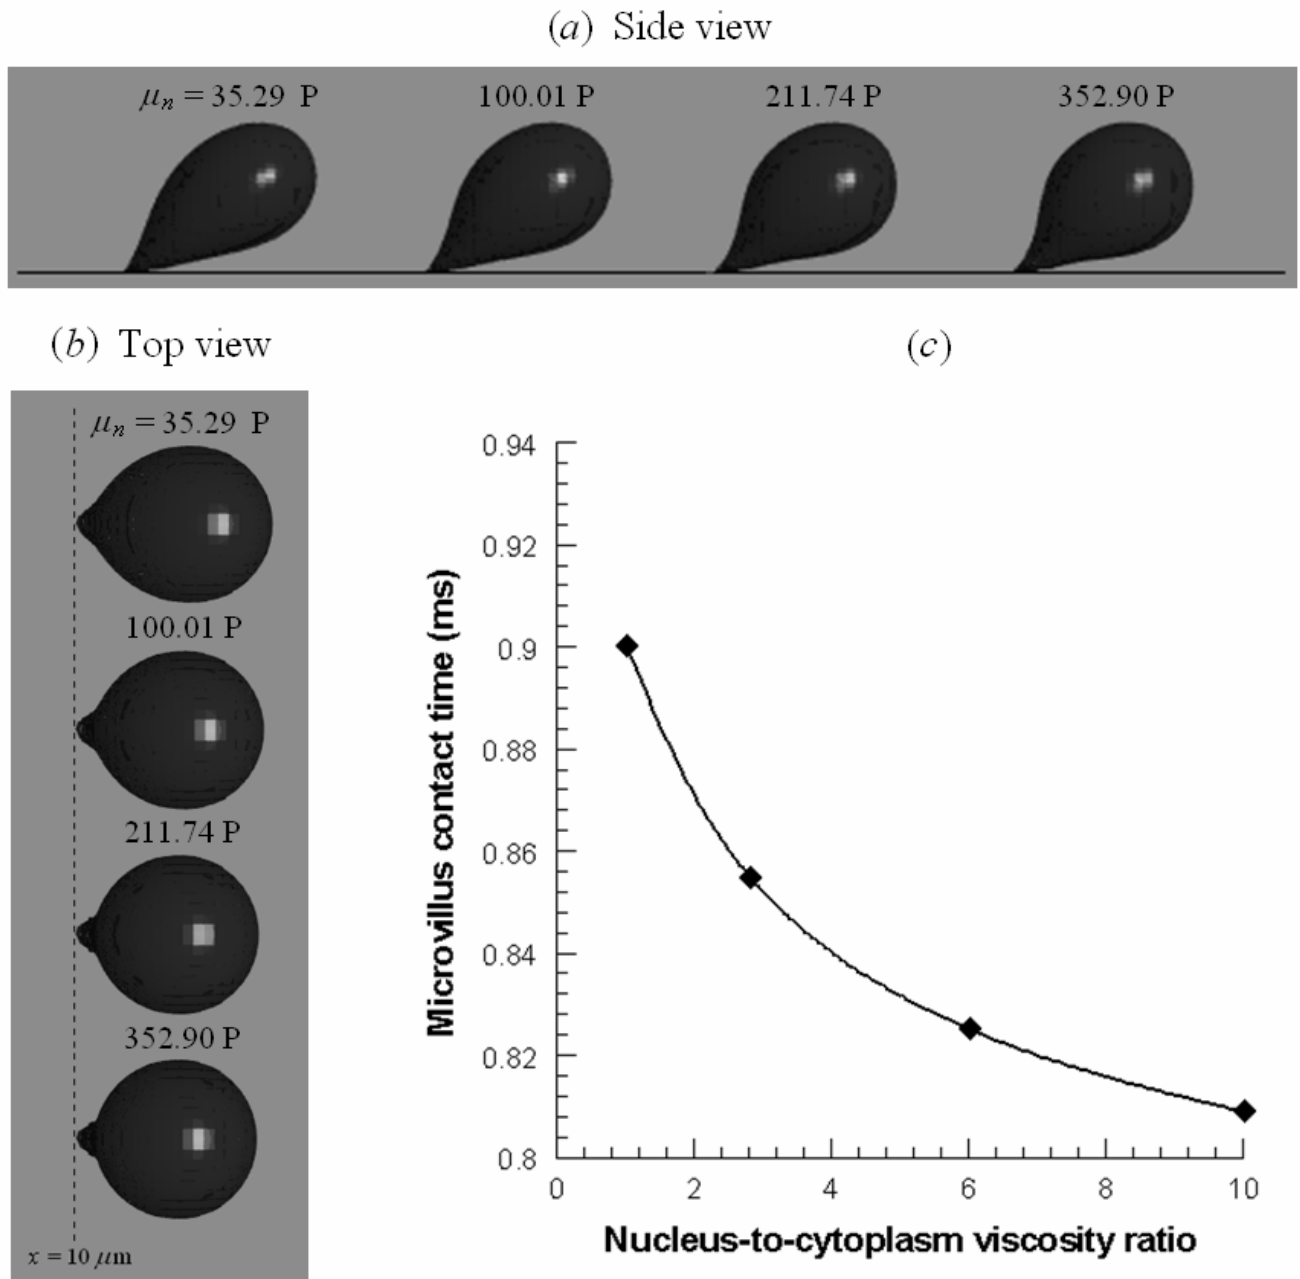 (a) Side view
μn = 35.29 P 100.01 P 211.74 P 352.90 P
(b) Top view
μn = 35.29 P
100.01 P
211.74 P
352.90 P
x = 10 μm
(c)
0.94
0.92
0.9
0.88
0.86
0.84
0.82
0.8
Microvillus contact time (ms)
0 2 4 6 8 10
Nucleus-to-cytoplasm viscosity ratio